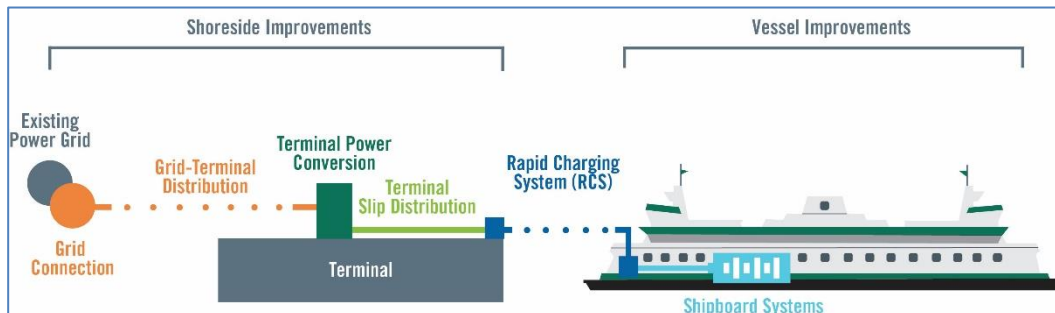 Shoreside Improvements
Vessel Improvements
Existing
Power Grid
Grid-Terminal
Distribution
Grid
Connection
Terminal Power
Conversion
Terminal
Slip Distribution
Terminal
Rapid Charging
System (RCS)
Shipboard Systems